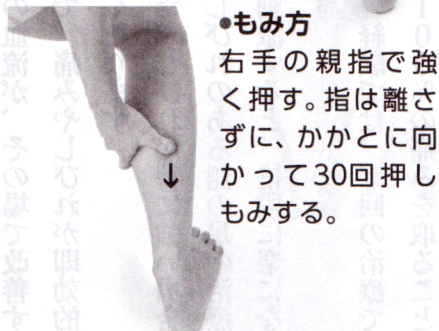 ●もみ方
右手の親指で強
く押す。指は離さ
ずに、かかとに向
かって30回押し
もみする。